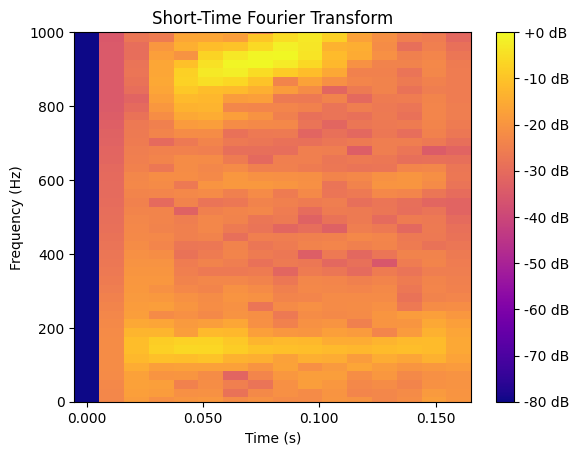 Short-Time Fourier Transform
Frequency (Hz)
1000
800
600
400
200
0
0.000
0.050
0.100
0.150
Time (s)
+0 dB
-10 dB
-20 dB
-30 dB
-40 dB
-50 dB
-60 dB
-70 dB
-80 dB